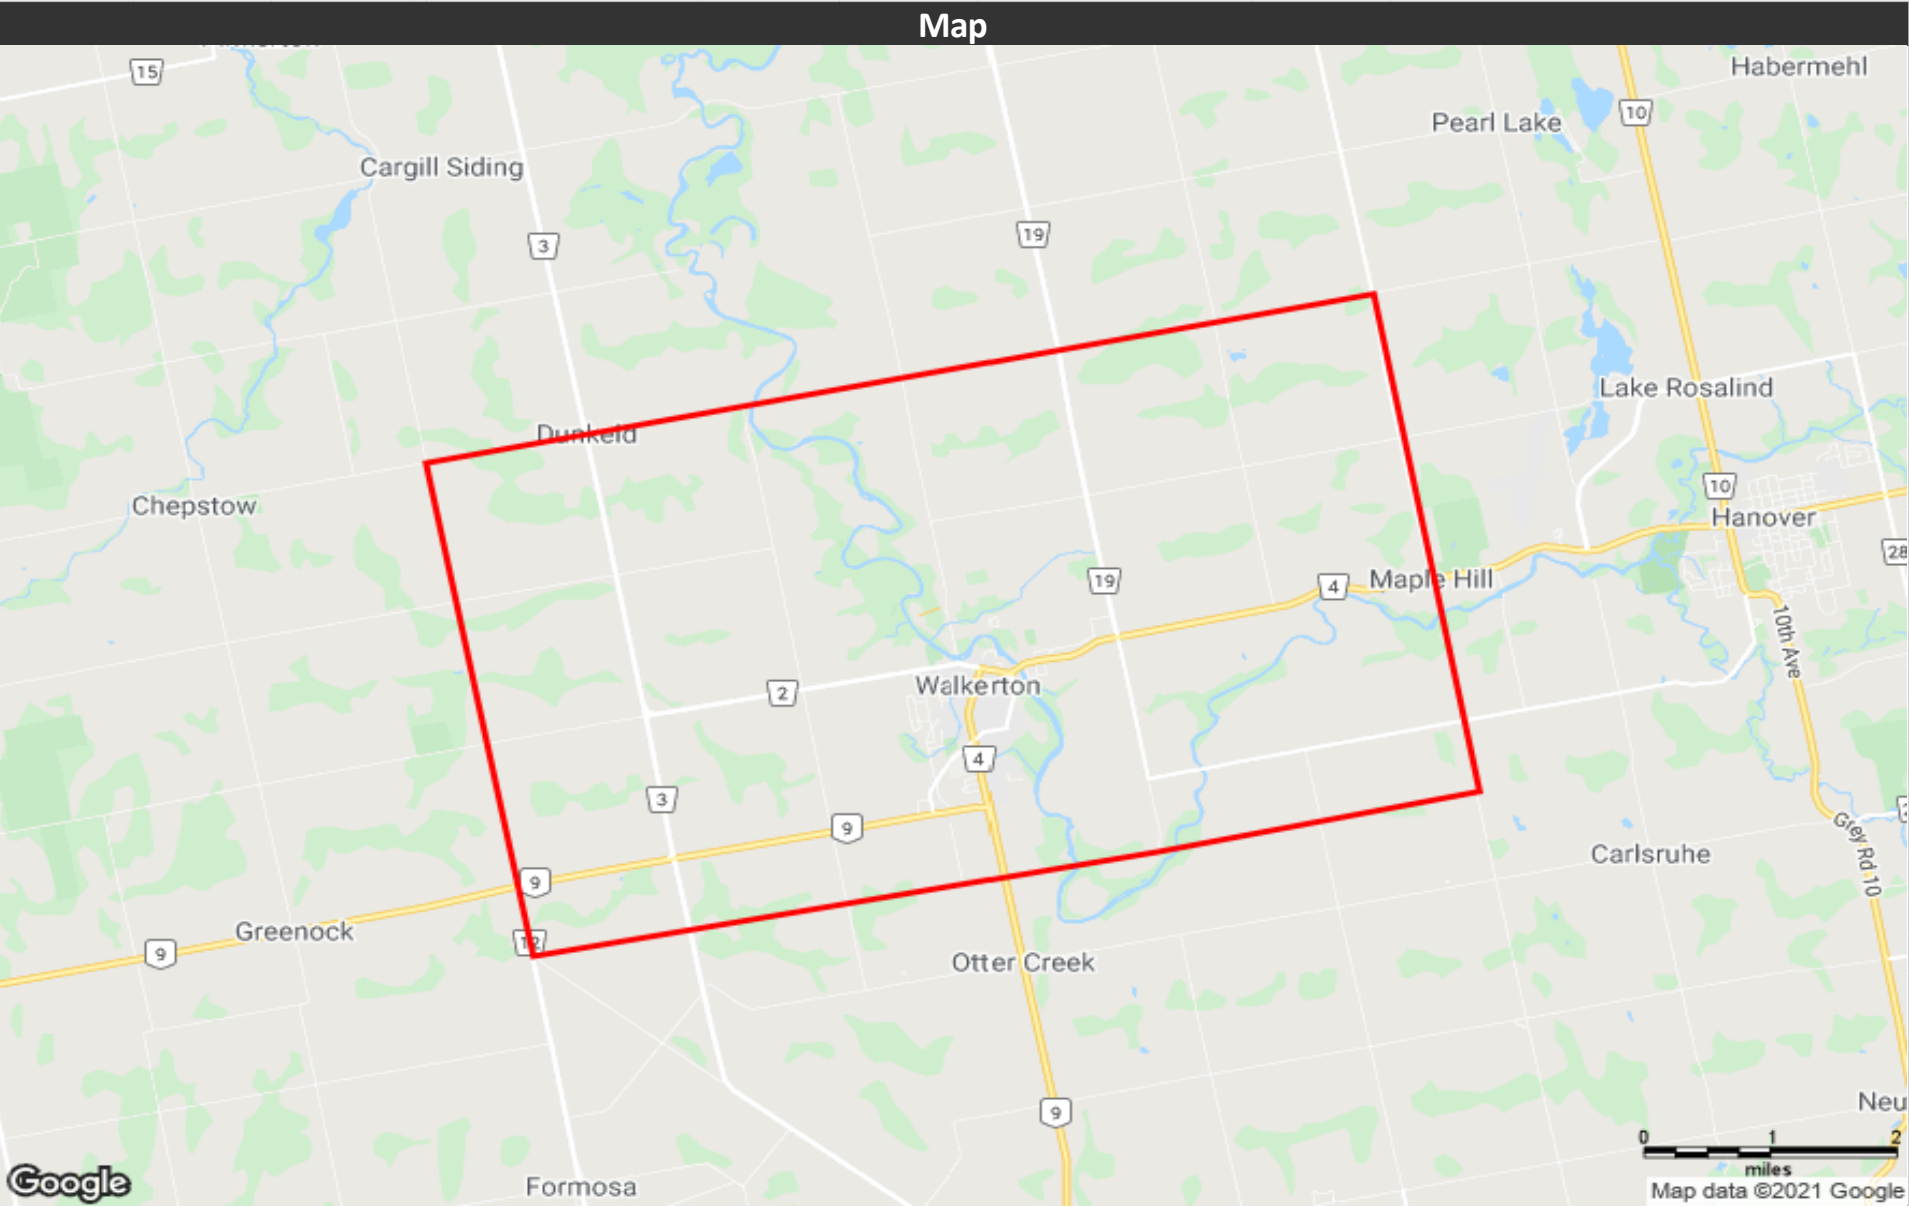 Map
15
Habermehl
10
Pearl Lake
Cargill Siding
3
19
Lake Rosalind
Dunkeld
10
Chepstow
Hanover
28
19
Maple Hill
4
10th Ave
Walkerton
2
4
3
9
Grey Rd 10
Carlsruhe
9
Greenock
12
9
Otter Creek
Neu
9
0 1 2
miles
Google
Formosa
Map data ©2021 Google